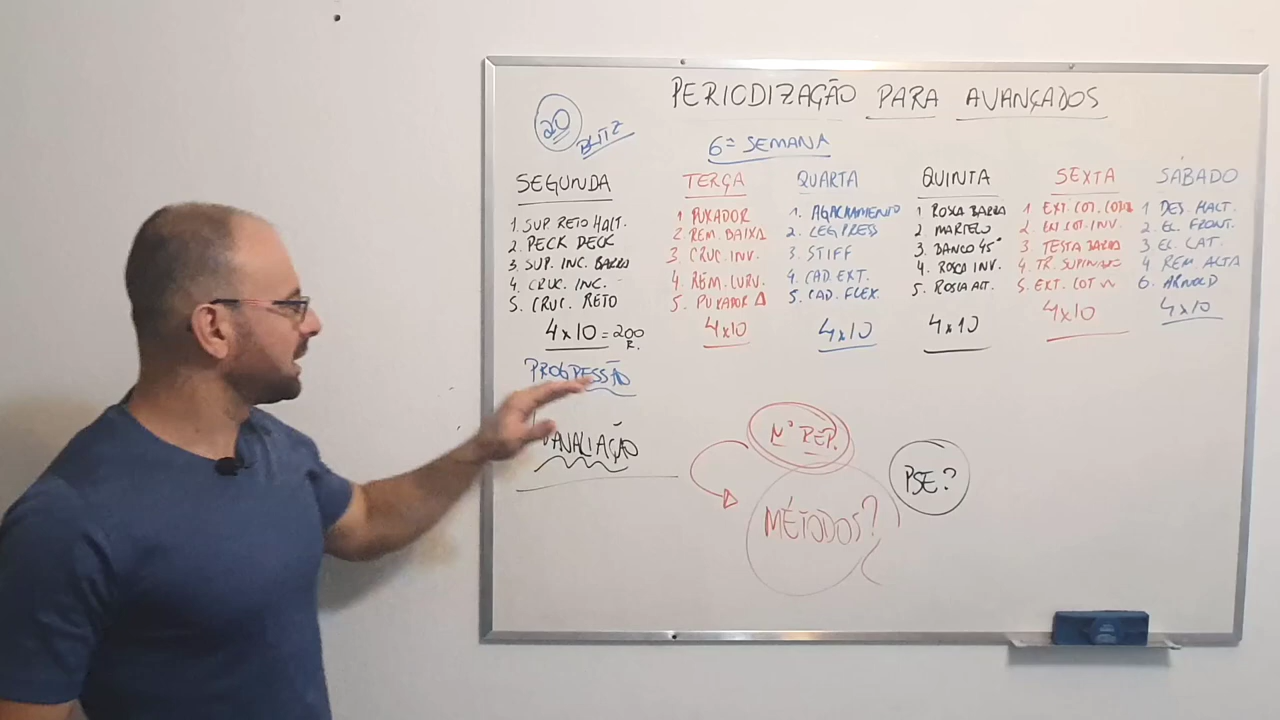 PERIODIZAÇÃO PARA AVANÇADOS
20
BLITZ
6ª SEMANA
SEGUNDA
1. SUP. RETO HALT.
2. PECK DECK
3. SUP. INC. BARRA
4. CRUC. INC.
5. CRUC. RETO
4x10 = 200
R.
PROGRESSÃO
AVALIAÇÃO
TERÇA
1 PUXADOR
2. REM. BAIXA
3 CRUC. INV.
4. REM. CURV.
5. PUXADOR Δ
4x10
QUARTA
1. AGACHAMENTO
2. LEG PRESS
3. STIFF
4. CAD. EXT.
5. CAD. FLEX.
4x10
QUINTA
1 ROSCA BARRA
2. MARTELO
3. BANCO 45°
4. ROSCA INV.
5. ROSCA ALT.
4x10
SEXTA
1 EXT. COT. CORDA
2. EXT. COT. INV.
3 TESTA BARRA
4. TR. SUPINADO
5. EXT. COT
4x10
SÁBADO
1 DES. HALT.
2. EL. FRONT.
3 EL. LAT.
4 REM. ALTA
6. ARNOLD
4x10
Nº REP.
MÉTODOS?
PSE?